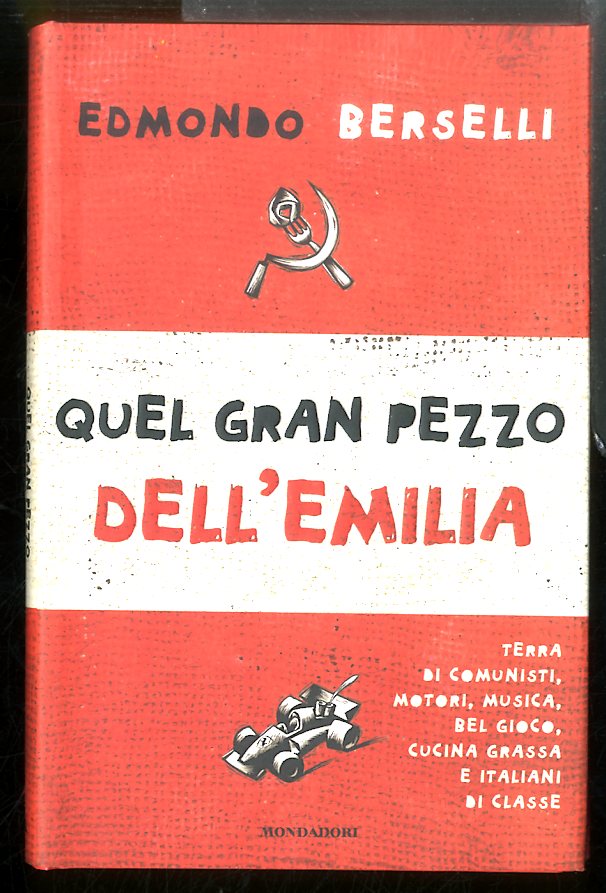 EDMONDO BERSELLI
QUEL GRAN PEZZO
DELL'EMILIA
TERRA
DI COMUNISTI,
MOTORI, MUSICA,
BEL GIOCO,
CUCINA GRASSA
E ITALIANI
DI CLASSE
MONDADORI